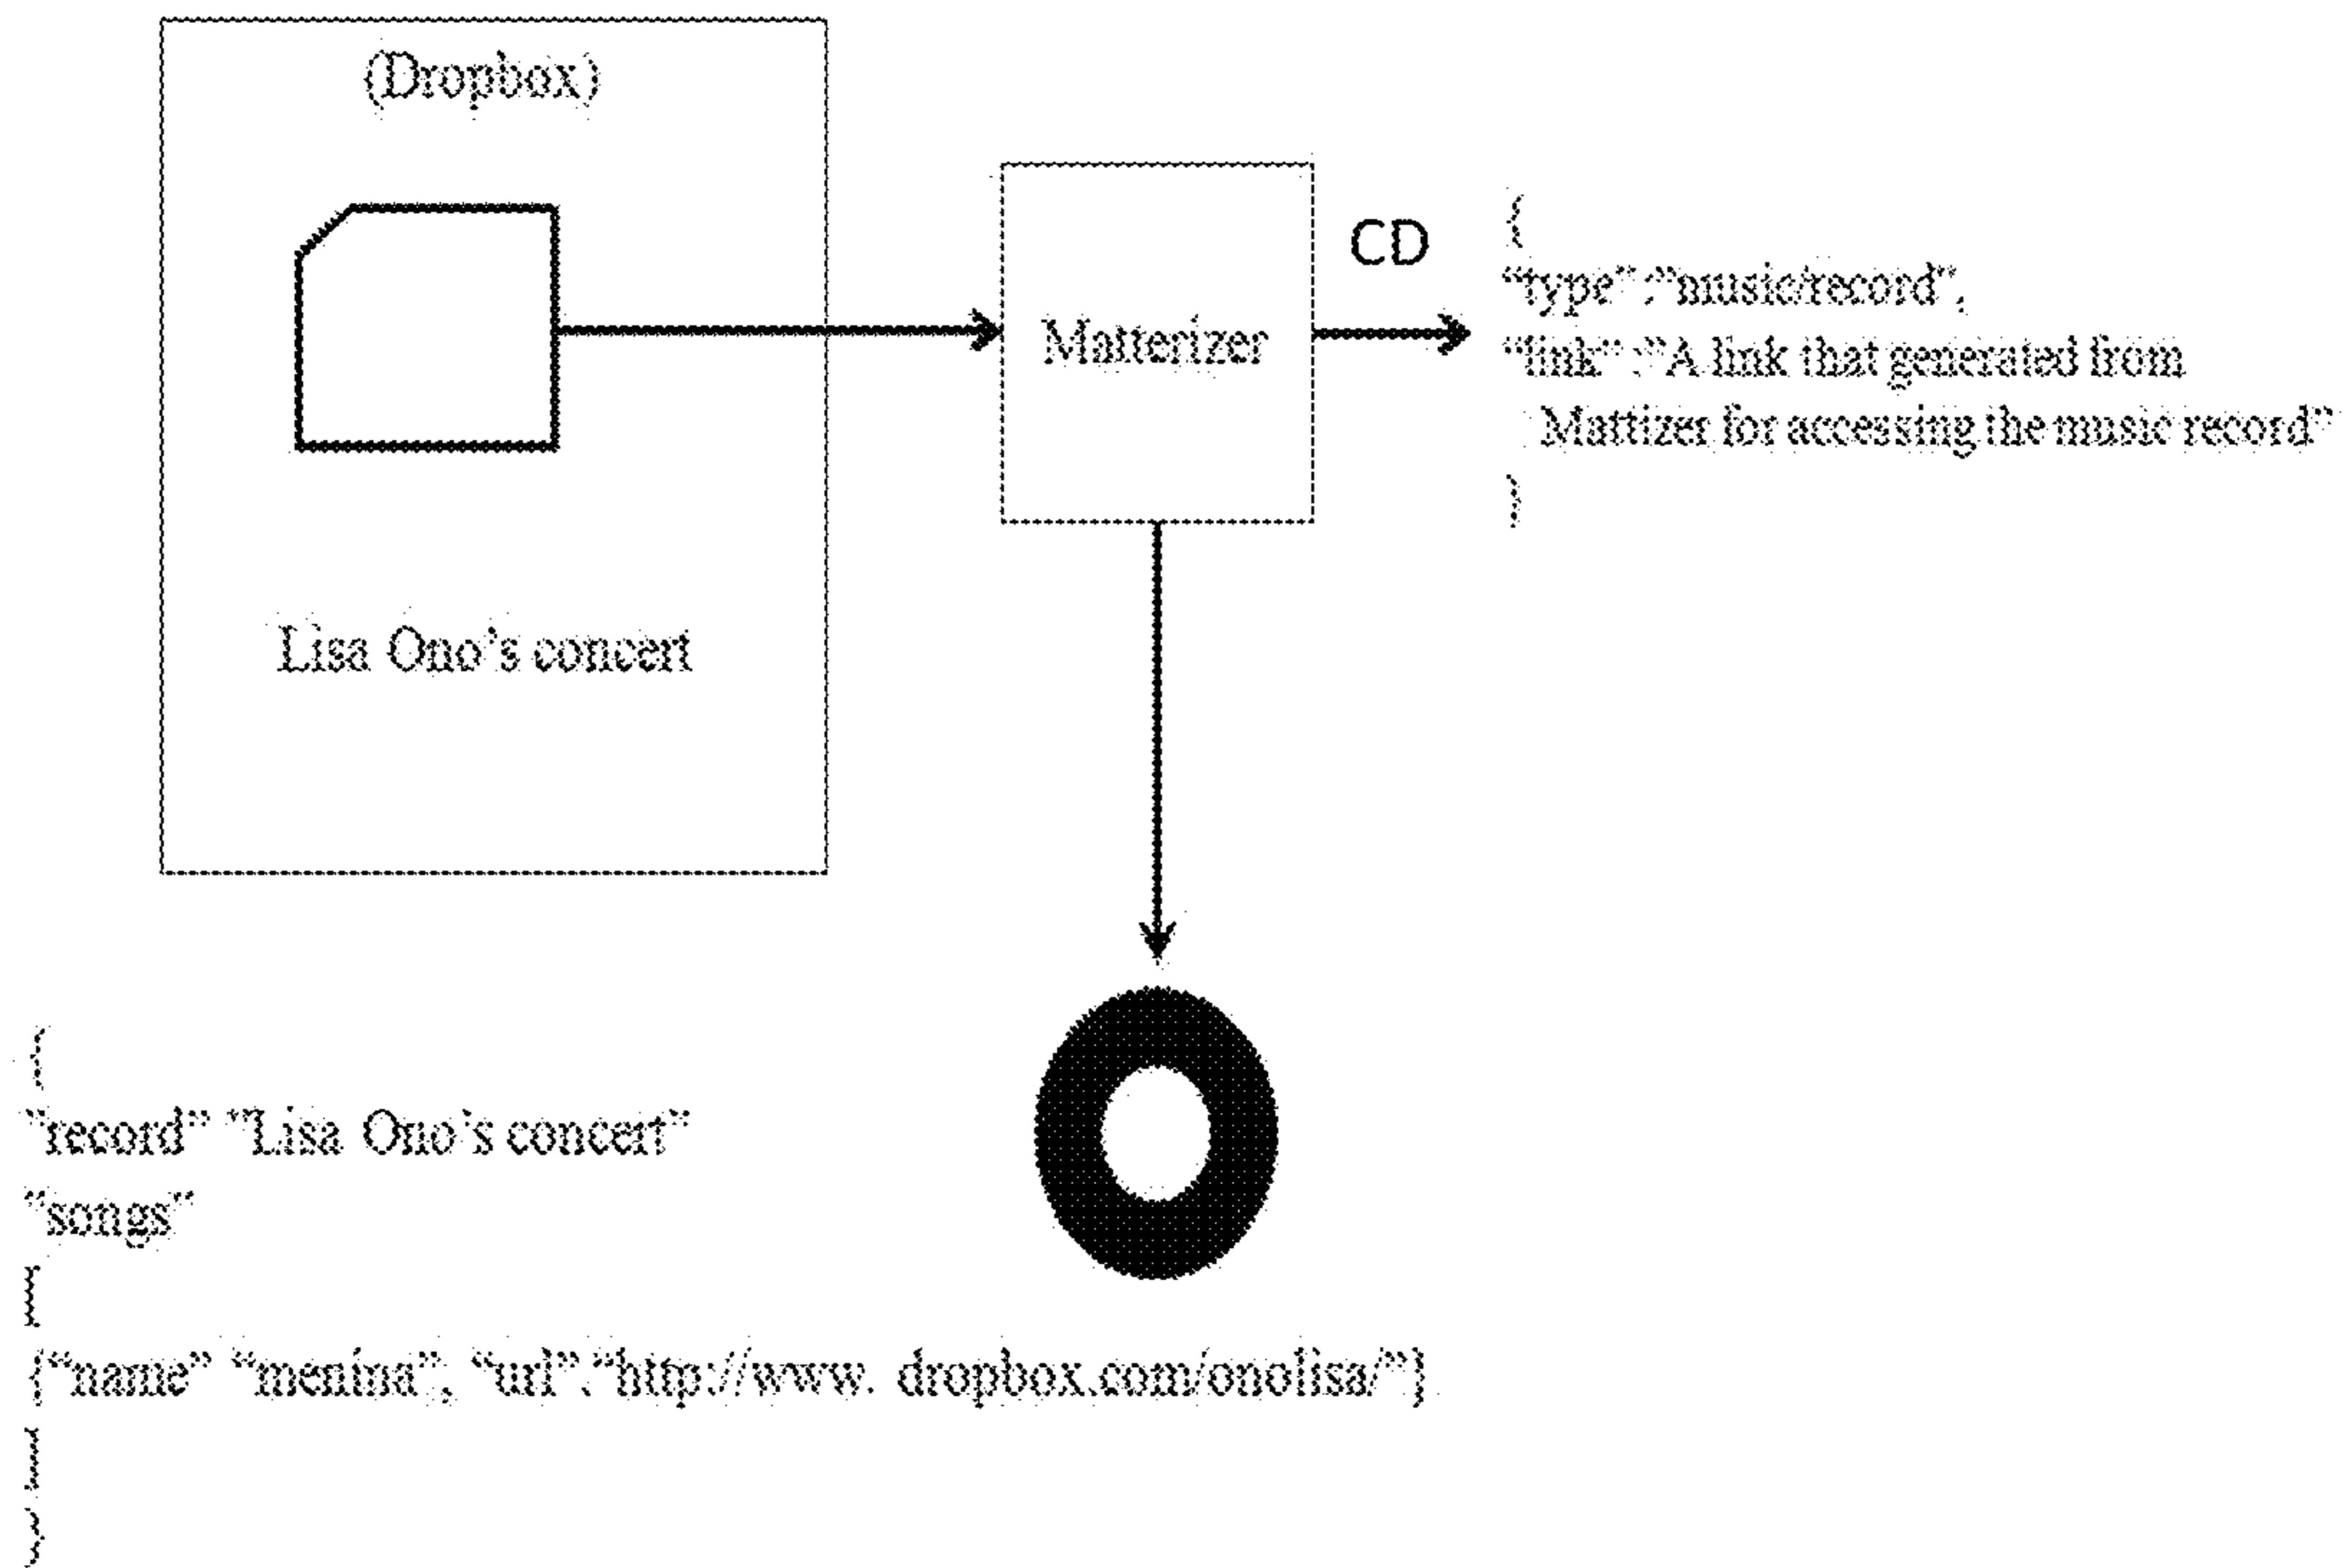 (Dropbox)
Lisa Ono's concert
Matterizer
CD
{
"type":"music/record",
"link":"A link that generated from
Mattizer for accessing the music record"
}
{
"record" "Lisa Ono's concert"
"songs"
[
{"name" "menina", "url":"http://www. dropbox.com/onolisa/"}
]
}